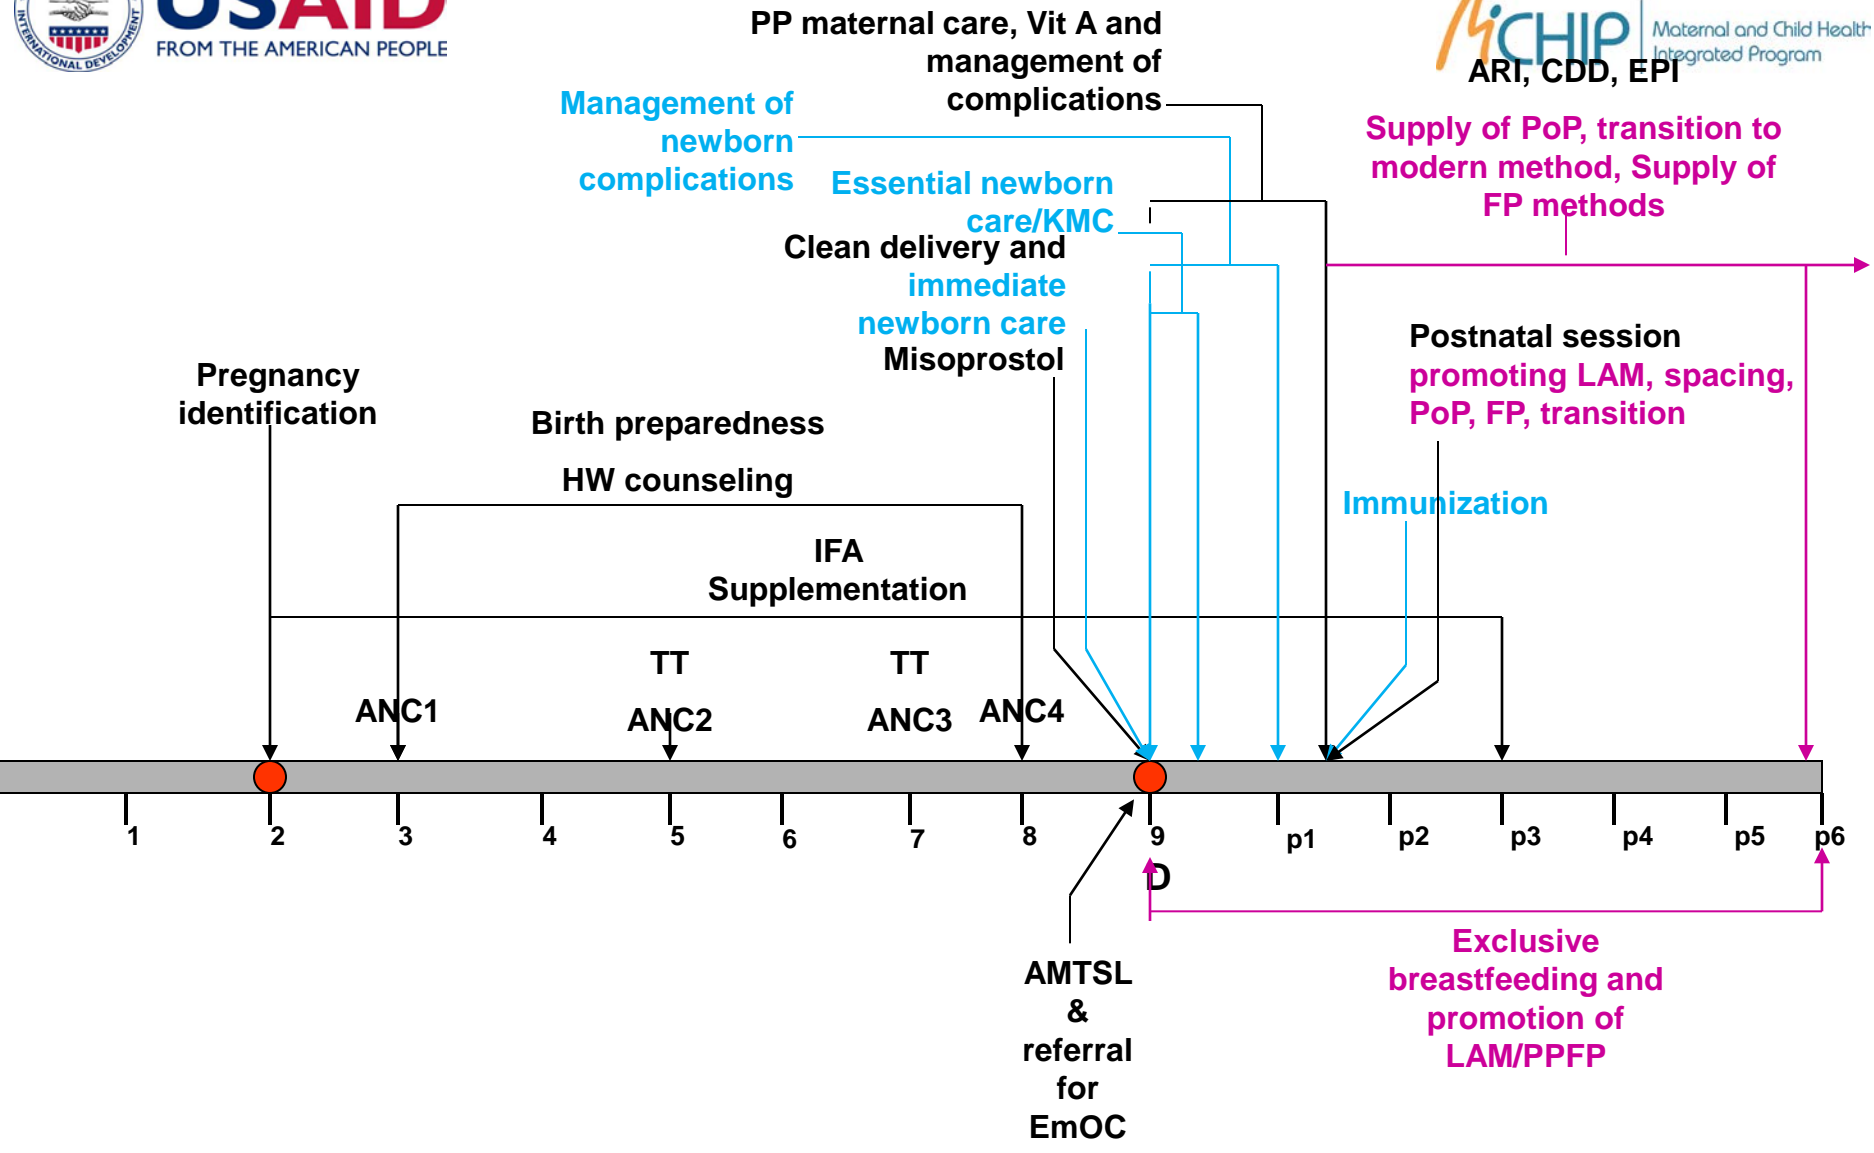 USAID
INTERNATIONAL DEVELOPMENT
FROM THE AMERICAN PEOPLE
MCHIP
Maternal and Child Health
Integrated Program
PP maternal care, Vit A and
management of
complications
ARI, CDD, EPI
Management of
newborn
complications
Supply of PoP, transition to
modern method, Supply of
FP methods
Essential newborn
care/KMC
Clean delivery and
immediate
newborn care
Misoprostol
Postnatal session
promoting LAM, spacing,
PoP, FP, transition
Pregnancy
identification
Birth preparedness
HW counseling
Immunization
IFA
Supplementation
TT
TT
ANC1
ANC2
ANC3
ANC4
1
2
3
4
5
6
7
8
9
p1
p2
p3
p4
p5
p6
D
Exclusive
breastfeeding and
promotion of
LAM/PPFP
AMTSL
&
referral
for
EmOC